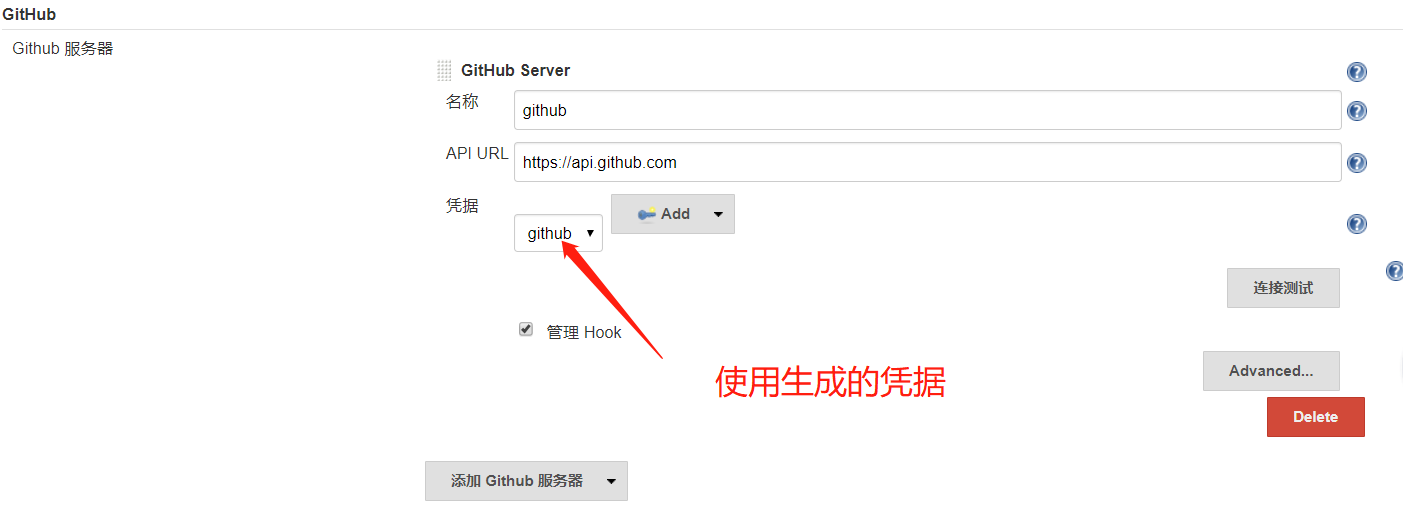 GitHub
Github 服务器
GitHub Server
名称
github
API URL
https://api.github.com
凭据
github
Add
连接测试
管理 Hook
使用生成的凭据
Advanced...
Delete
添加 Github 服务器